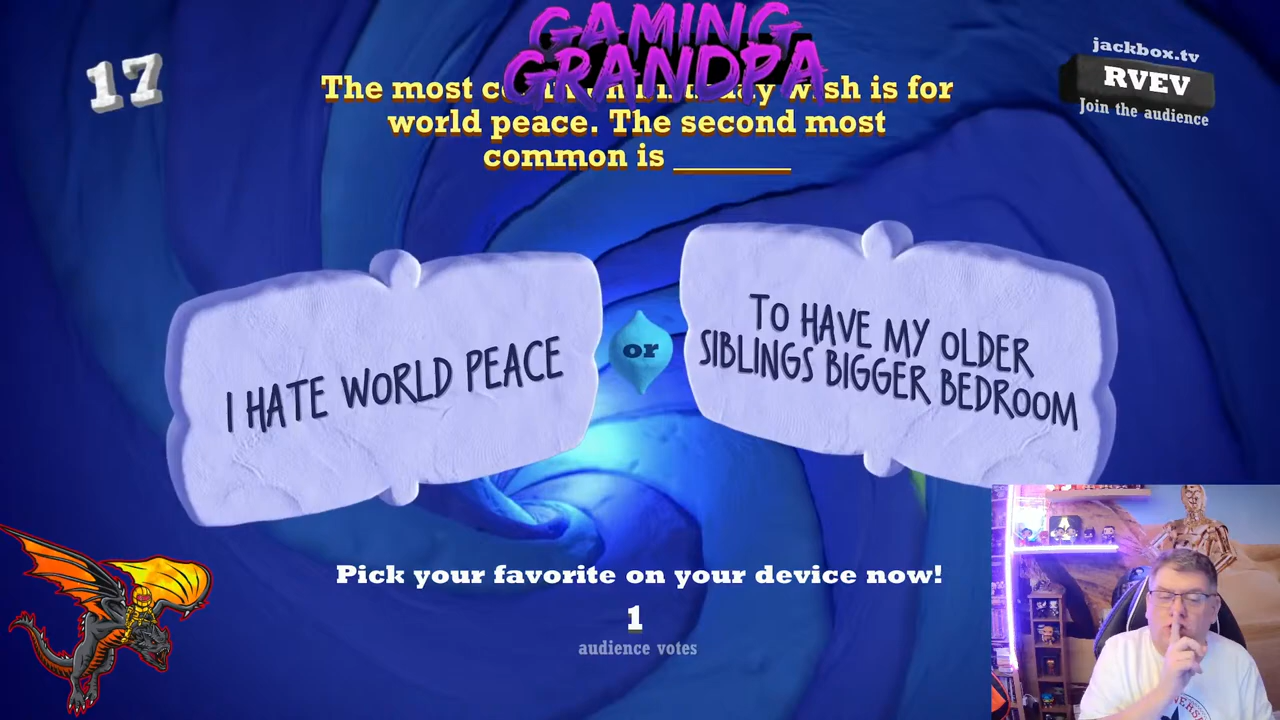 GAMING
GRANDPA
17
jackbox.tv
RVEV
Join the audience
The most wish is for
world peace. The second most
common is ________
I HATE WORLD PEACE
or
TO HAVE MY OLDER
SIBLINGS BIGGER BEDROOM
Pick your favorite on your device now!
1
audience votes